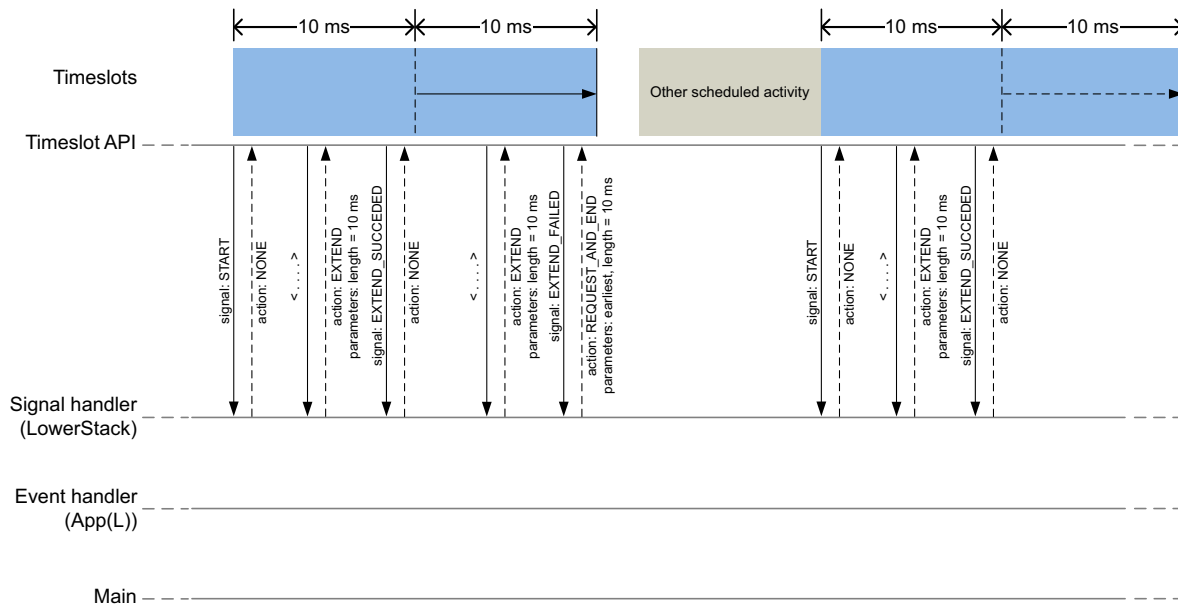 10 ms
10 ms
10 ms
10 ms
Timeslots
Other scheduled activity
Timeslot API
signal: START
action: NONE
< . . . . >
action: EXTEND
parameters: length = 10 ms
signal: EXTEND_SUCCEDED
action: NONE
< . . . . >
action: EXTEND
parameters: length = 10 ms
signal: EXTEND_FAILED
action: REQUEST_AND_END
parameters: earliest, length = 10 ms
signal: START
action: NONE
< . . . . >
action: EXTEND
parameters: length = 10 ms
signal: EXTEND_SUCCEDED
action: NONE
Signal handler
(LowerStack)
Event handler
(App(L))
Main